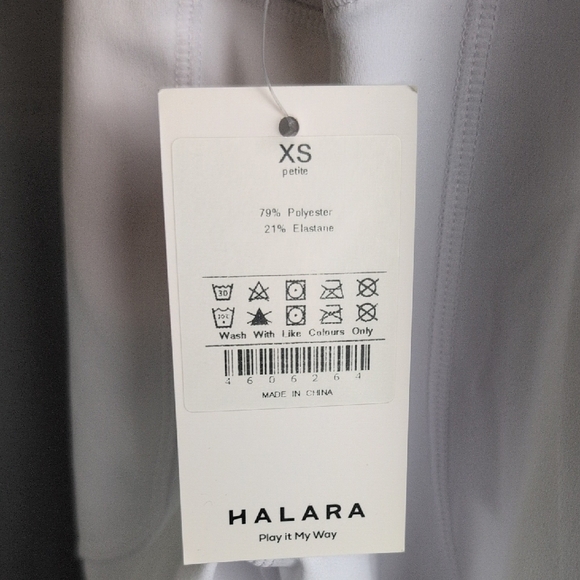 XS
petite
79% Polyester
21% Elastane
30
Wash With Like Colours Only
4606264
MADE IN CHINA
HALARA
Play it My Way